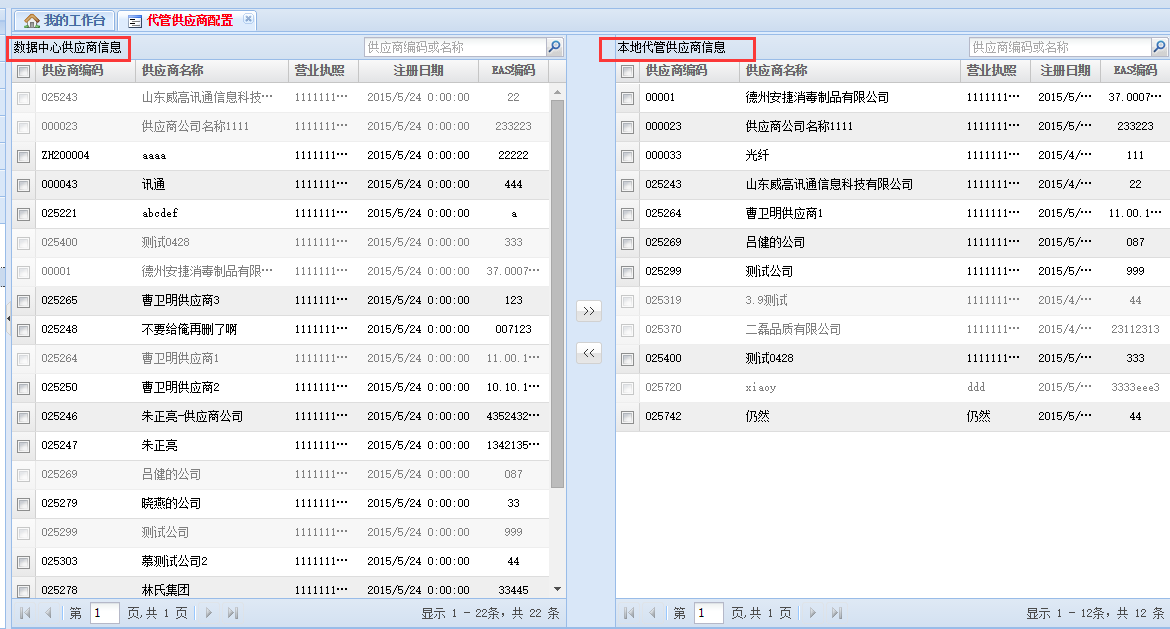 我的工作台 代管供应商配置
数据中心供应商信息 供应商编码或名称
供应商编码 供应商名称 营业执照 注册日期 EAS编码
025243 山东威高讯通信息科技··· 1111111··· 2015/5/24 0:00:00 22
000023 供应商公司名称1111 1111111··· 2015/5/24 0:00:00 233223
ZH200004 aaaa 1111111··· 2015/5/24 0:00:00 22222
000043 讯通 1111111··· 2015/5/24 0:00:00 444
025221 abcdef 1111111··· 2015/5/24 0:00:00 a
025400 测试0428 1111111··· 2015/5/24 0:00:00 333
00001 德州安捷消毒制品有限··· 1111111··· 2015/5/24 0:00:00 37.0007···
025265 曹卫明供应商3 1111111··· 2015/5/24 0:00:00 123
025248 不要给俺再删了啊 1111111··· 2015/5/24 0:00:00 007123
025264 曹卫明供应商1 1111111··· 2015/5/24 0:00:00 11.00.1···
025250 曹卫明供应商2 1111111··· 2015/5/24 0:00:00 10.10.1···
025246 朱正亮-供应商公司 1111111··· 2015/5/24 0:00:00 4352432···
025247 朱正亮 1111111··· 2015/5/24 0:00:00 1342135···
025269 吕健的公司 1111111··· 2015/5/24 0:00:00 087
025279 晓燕的公司 1111111··· 2015/5/24 0:00:00 33
025299 测试公司 1111111··· 2015/5/24 0:00:00 999
025303 慕测试公司2 1111111··· 2015/5/24 0:00:00 44
025278 林氏集团 1111111··· 2015/5/24 0:00:00 33445
第 1 页,共 1 页 显示 1 - 22条，共 22 条
>>
<<
本地代管供应商信息 供应商编码或名称
供应商编码 供应商名称 营业执照 注册日期 EAS编码
00001 德州安捷消毒制品有限公司 1111111··· 2015/5/··· 37.0007···
000023 供应商公司名称1111 1111111··· 2015/5/··· 233223
000033 光纤 1111111··· 2015/4/··· 111
025243 山东威高讯通信息科技有限公司 1111111··· 2015/4/··· 22
025264 曹卫明供应商1 1111111··· 2015/5/··· 11.00.1···
025269 吕健的公司 1111111··· 2015/5/··· 087
025299 测试公司 1111111··· 2015/5/··· 999
025319 3.9测试 1111111··· 2015/4/··· 44
025370 二磊品质有限公司 1111111··· 2015/4/··· 23112313
025400 测试0428 1111111··· 2015/5/··· 333
025720 xiaoy ddd 2015/5/··· 3333eee3
025742 仍然 仍然 2015/5/··· 44
第 1 页,共 1 页 显示 1 - 12条，共 12 条